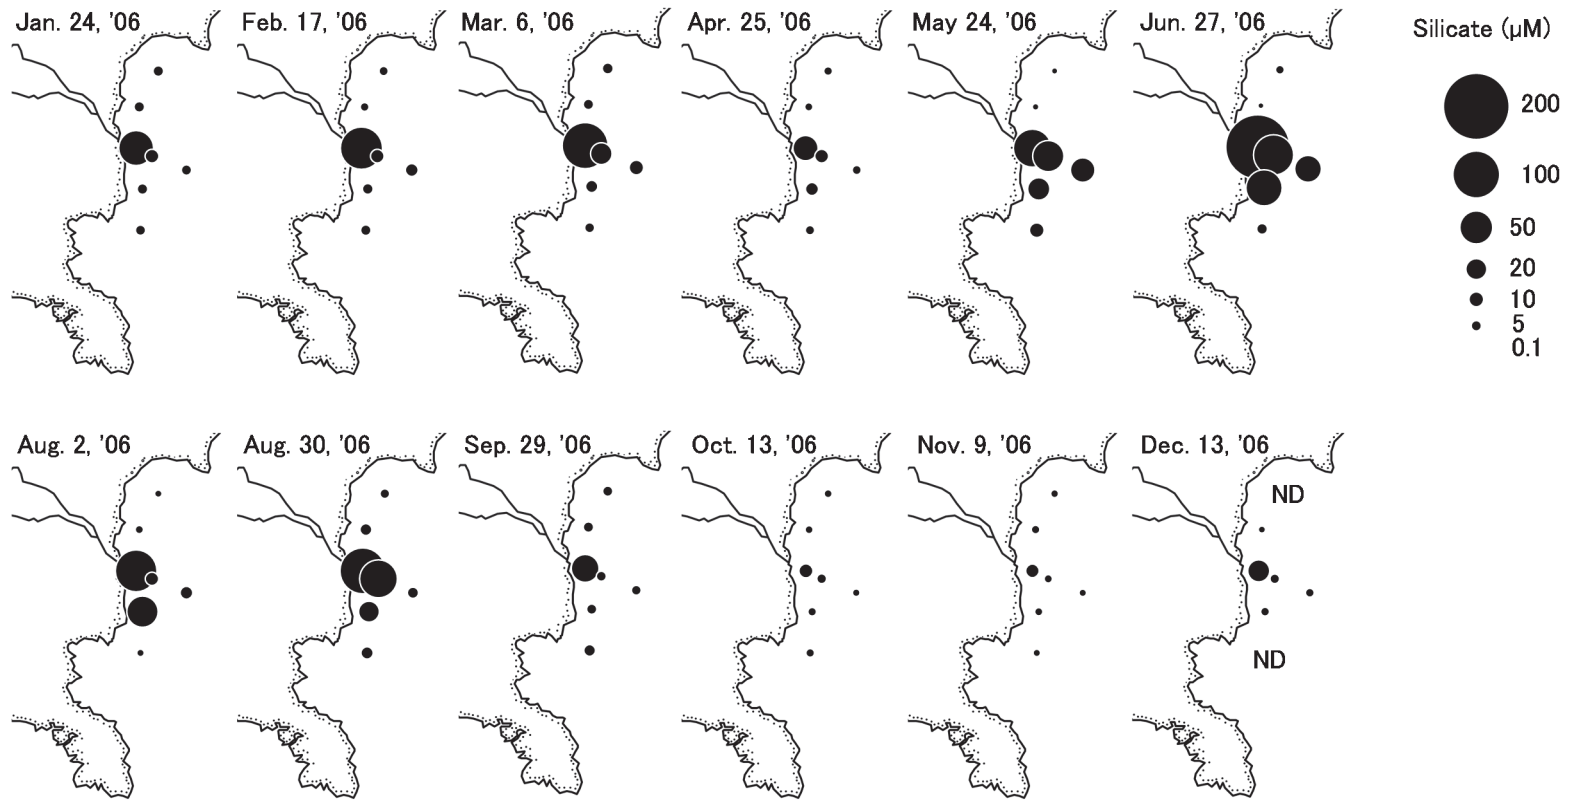 Jan. 24, '06
Feb. 17, '06
Mar. 6, '06
Apr. 25, '06
May 24, '06
Jun. 27, '06
Silicate (μM)
200
100
50
20
10
5
0.1
Aug. 2, '06
Aug. 30, '06
Sep. 29, '06
Oct. 13, '06
Nov. 9, '06
Dec. 13, '06
ND
ND